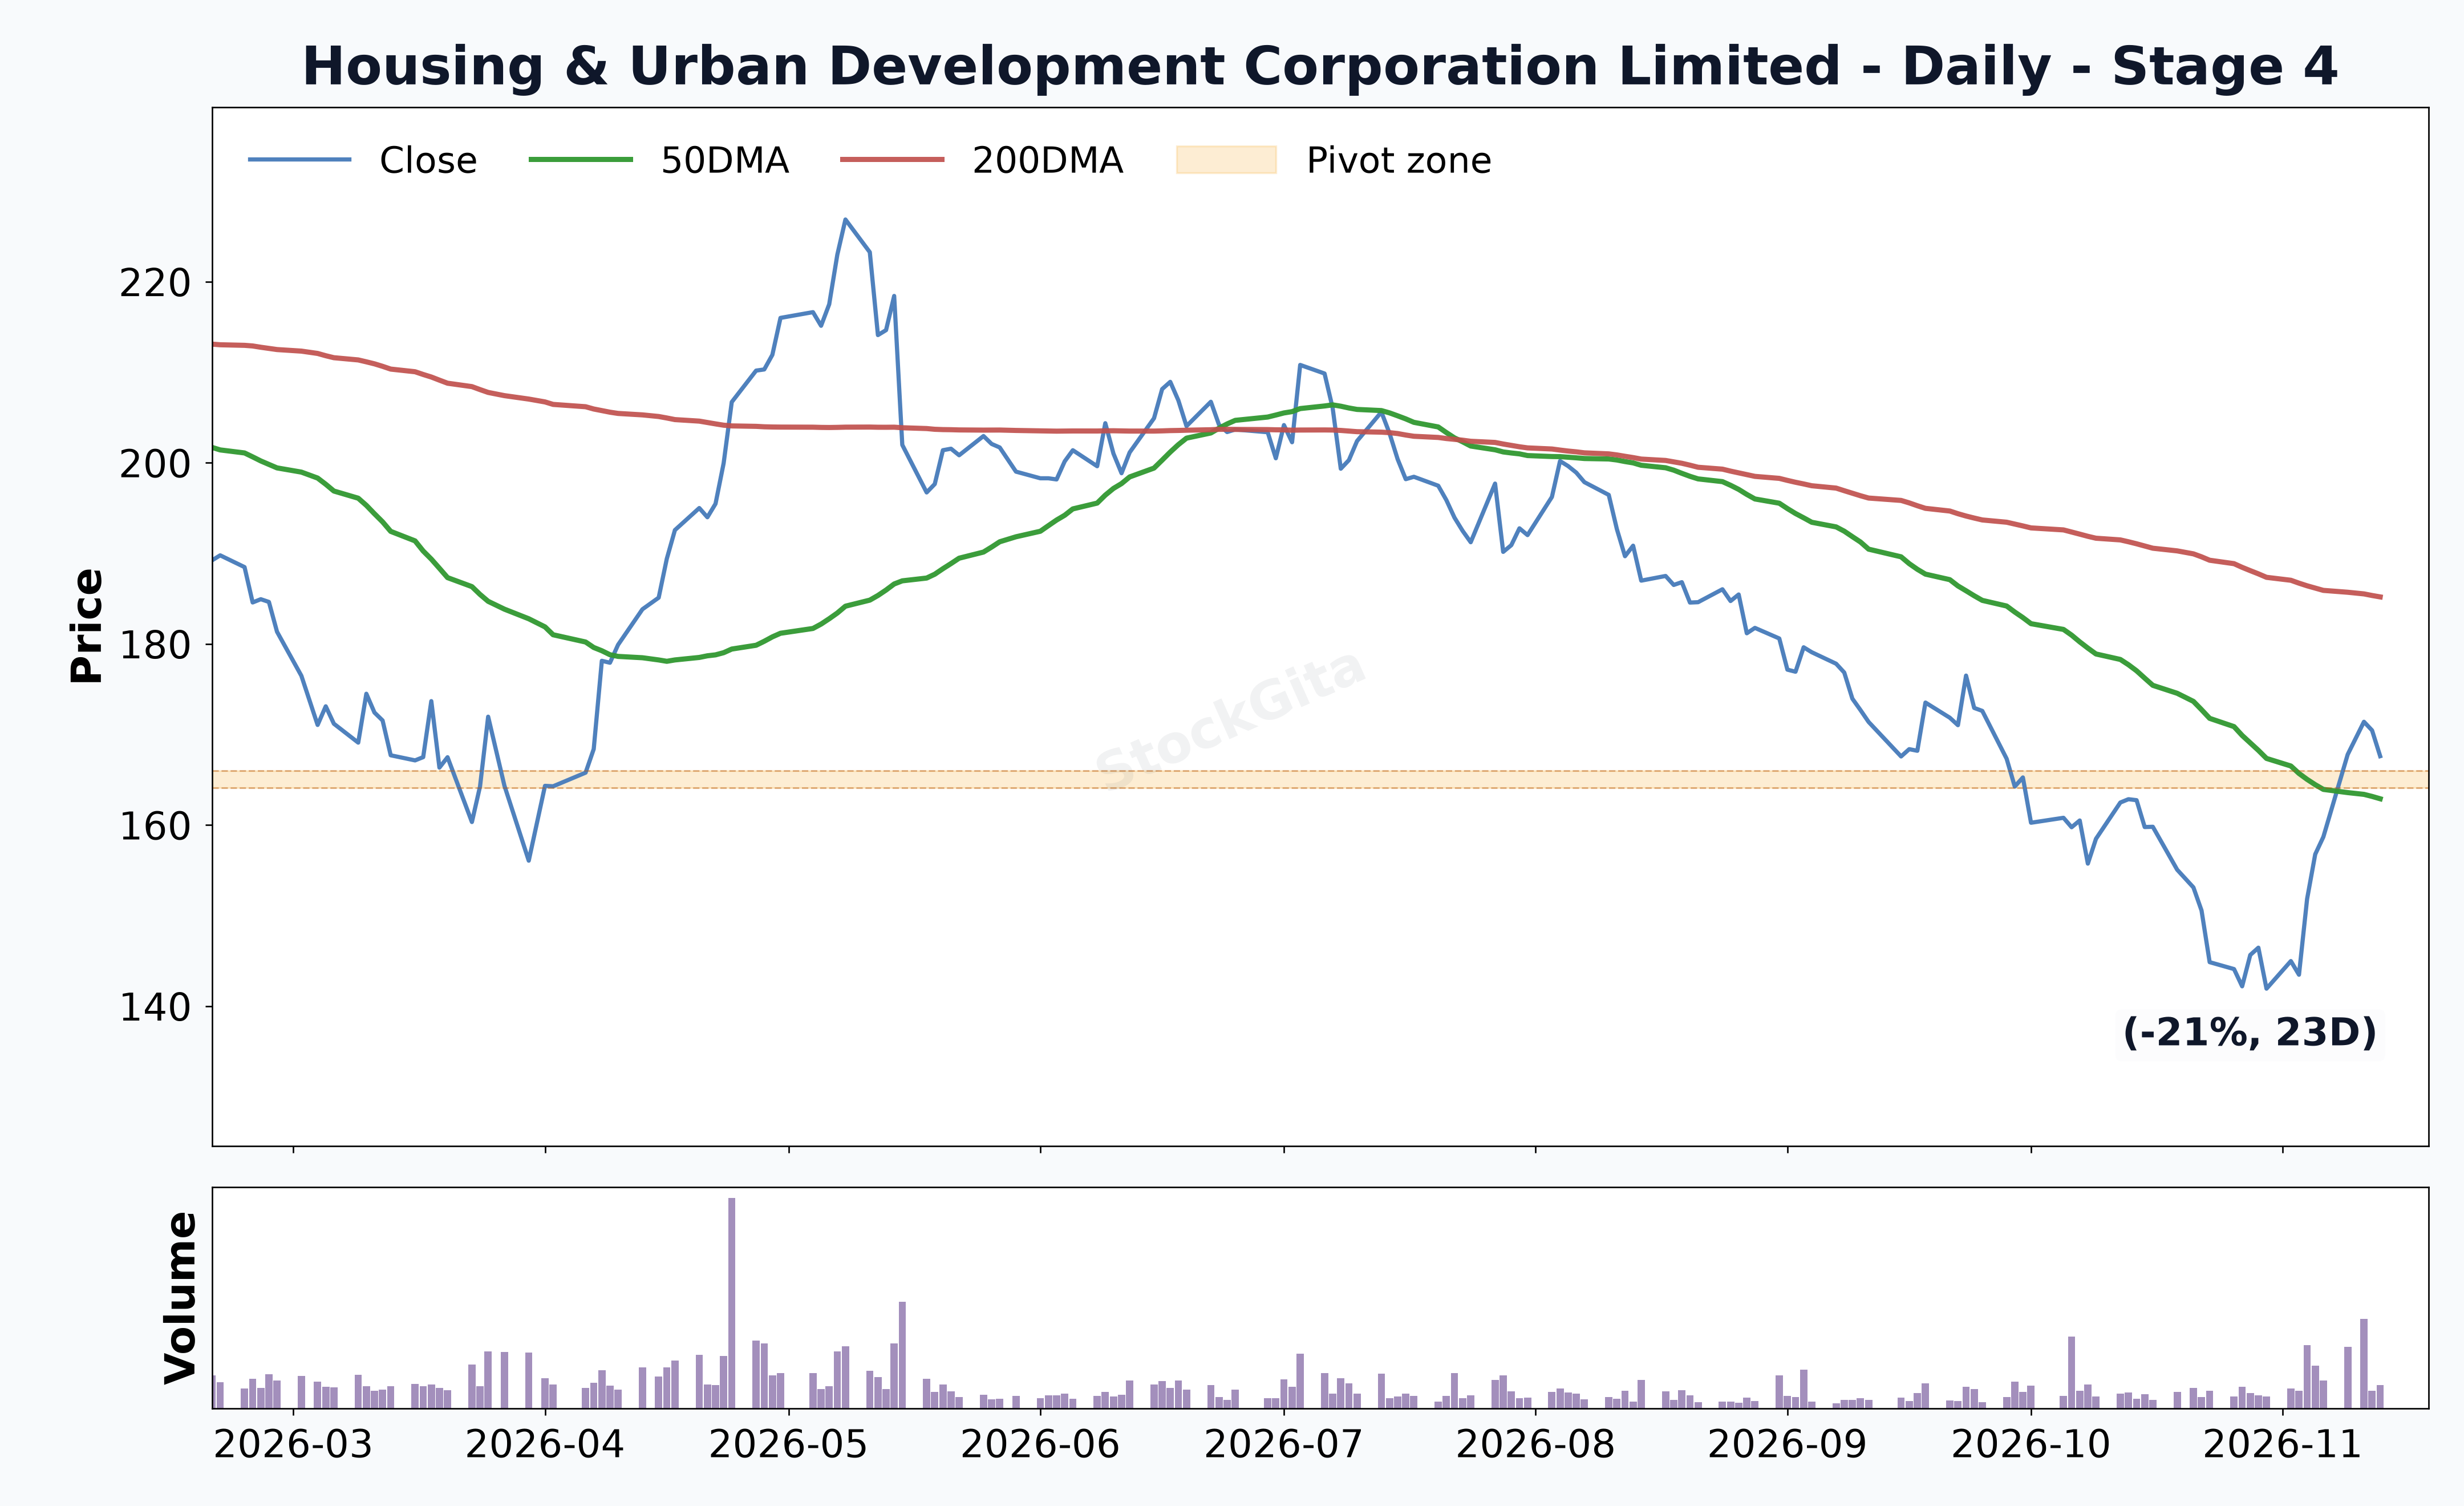 Housing & Urban Development Corporation Limited - Daily - Stage 4
Close 50DMA 200DMA Pivot zone
Price
220
200
180
160
140
StockGita
(-21%, 23D)
Volume
2026-03 2026-04 2026-05 2026-06 2026-07 2026-08 2026-09 2026-10 2026-11